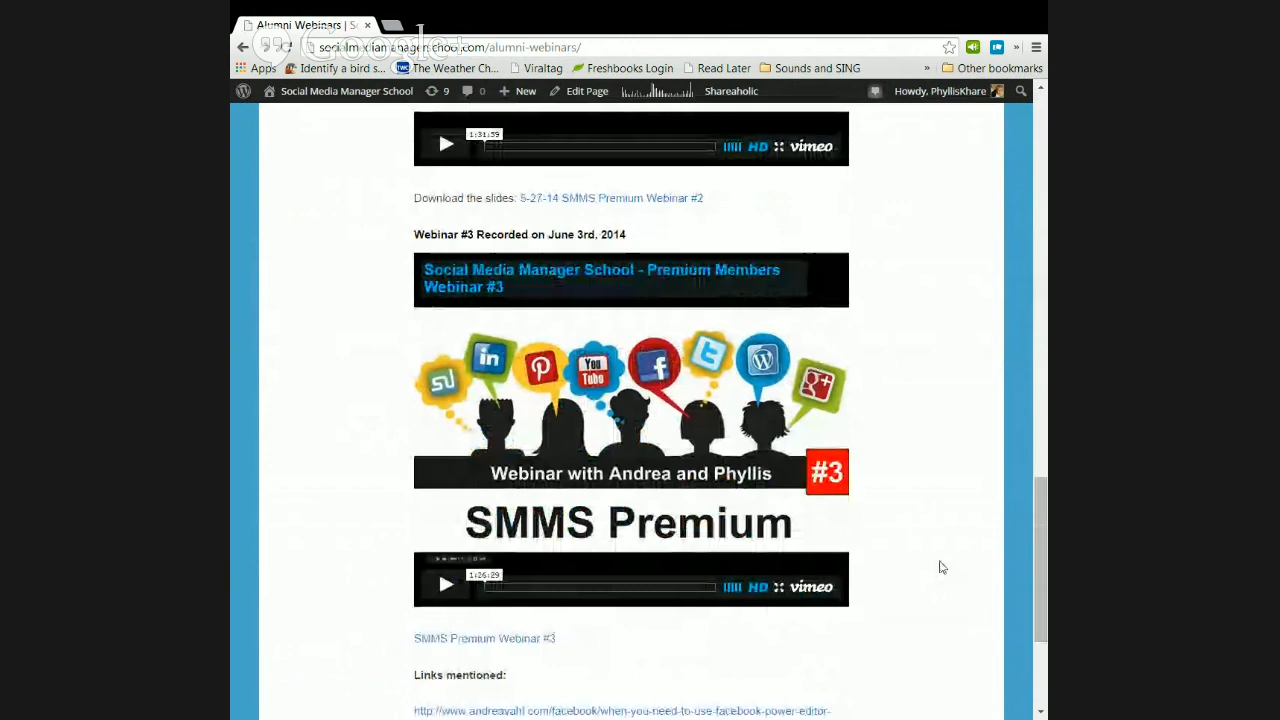 Alumni Webinars | S
Google+
socialmediamanagerschool.com/alumni-webinars/
Apps Identify a bird s... The Weather Ch... Viraltag Freshbooks Login Read Later Sounds and SING » Other bookmarks
Social Media Manager School 9 0 + New Edit Page Shareaholic Howdy, PhyllisKhare
1:31:39
HD vimeo
Download the slides: 5-27-14 SMMS Premium Webinar #2
Webinar #3 Recorded on June 3rd, 2014
Social Media Manager School - Premium Members
Webinar #3
in You Tube f g+
Webinar with Andrea and Phyllis #3
SMMS Premium
1:26:29
HD vimeo
SMMS Premium Webinar #3
Links mentioned:
http://www.andreavahl.com/facebook/when-you-need-to-use-facebook-power-editor-